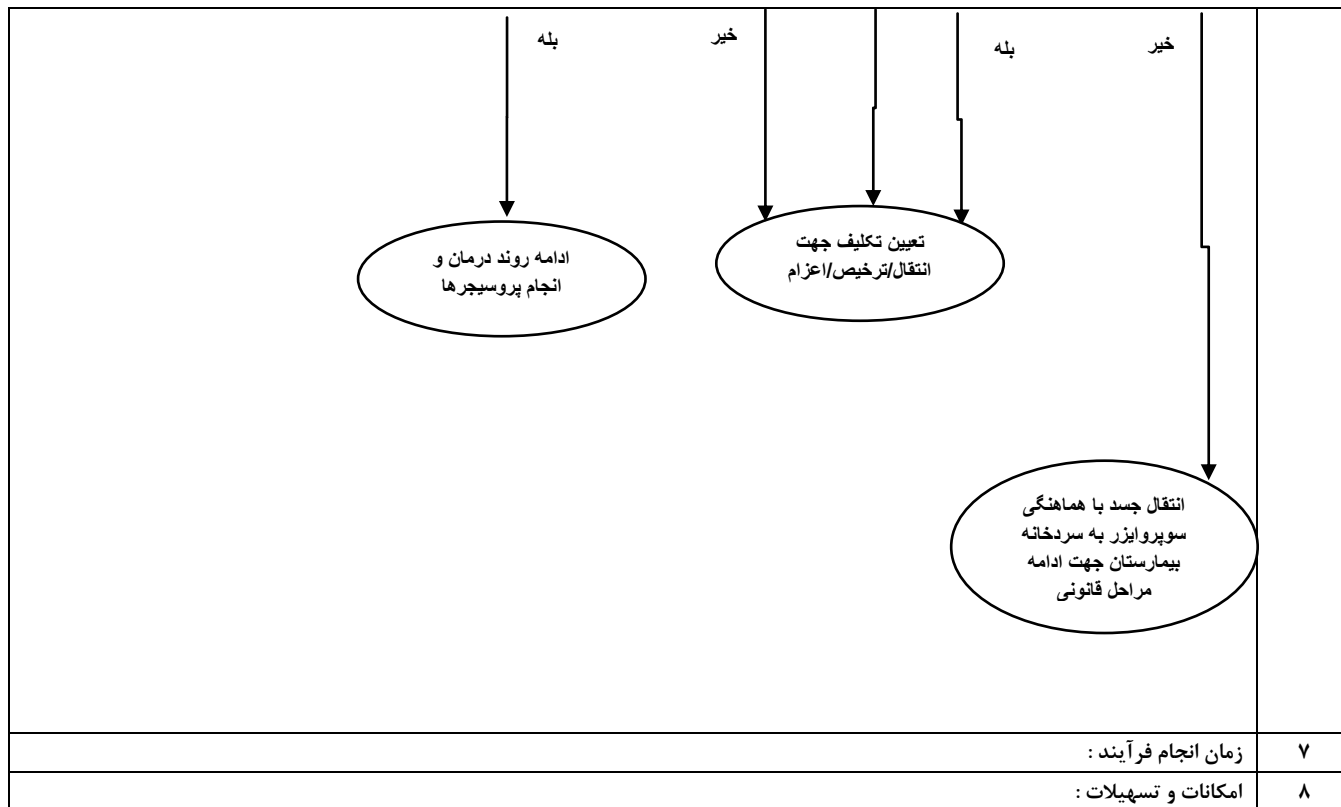 خیر
بله
خیر
بله
تعیین تکلیف جهت
انتقال/ترخیص/اعزام
ادامه روند درمان و
انجام پروسیجرها
انتقال جسد با هماهنگی
سوپروایزر به سردخانه
بیمارستان جهت ادامه
مراحل قانونی
۷ زمان انجام فرآیند :
۸ امکانات و تسهیلات :